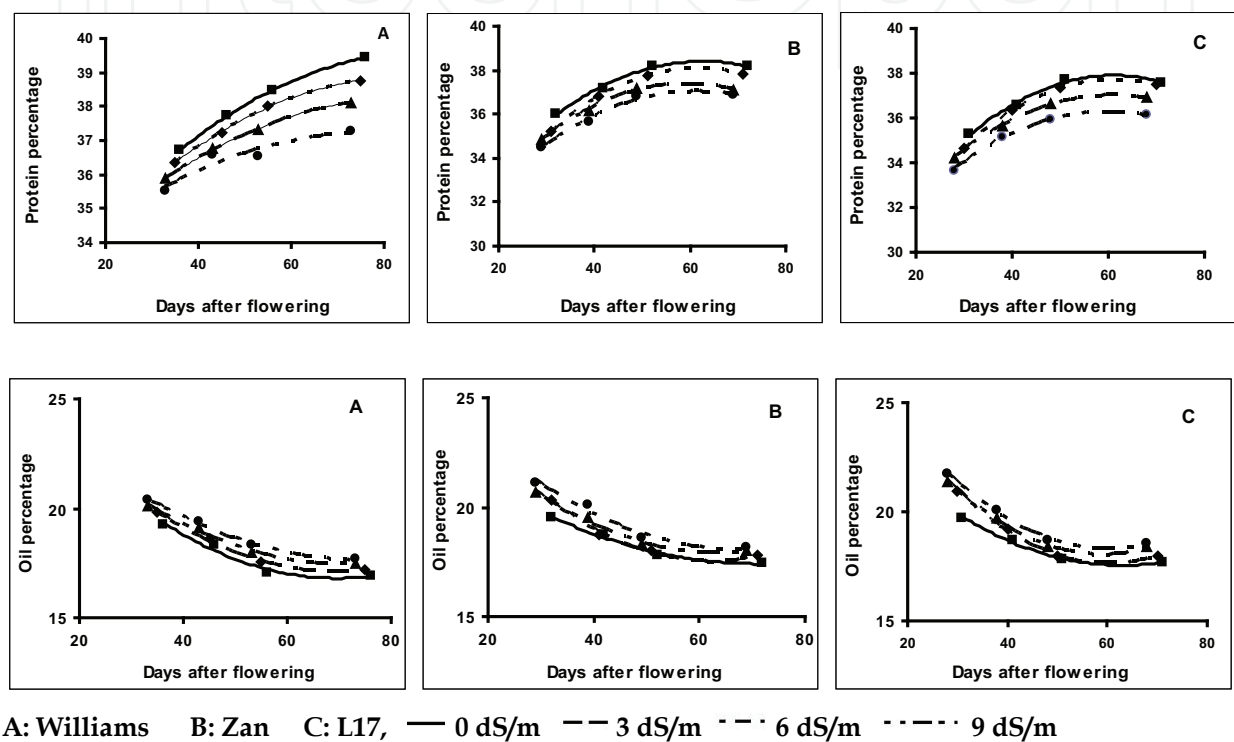 A
Protein percentage
40
39
38
37
36
35
34
20 40 60 80
Days after flowering
B
Protein percentage
40
38
36
34
32
30
20 40 60 80
Days after flowering
C
Protein percentage
40
38
36
34
32
30
20 40 60 80
Days after flowering
A
Oil percentage
25
20
15
20 40 60 80
Days after flowering
B
Oil percentage
25
20
15
20 40 60 80
Days after flowering
C
Oil percentage
25
20
15
20 40 60 80
Days after flowering
A: Williams B: Zan C: L17, 0 dS/m 3 dS/m 6 dS/m 9 dS/m